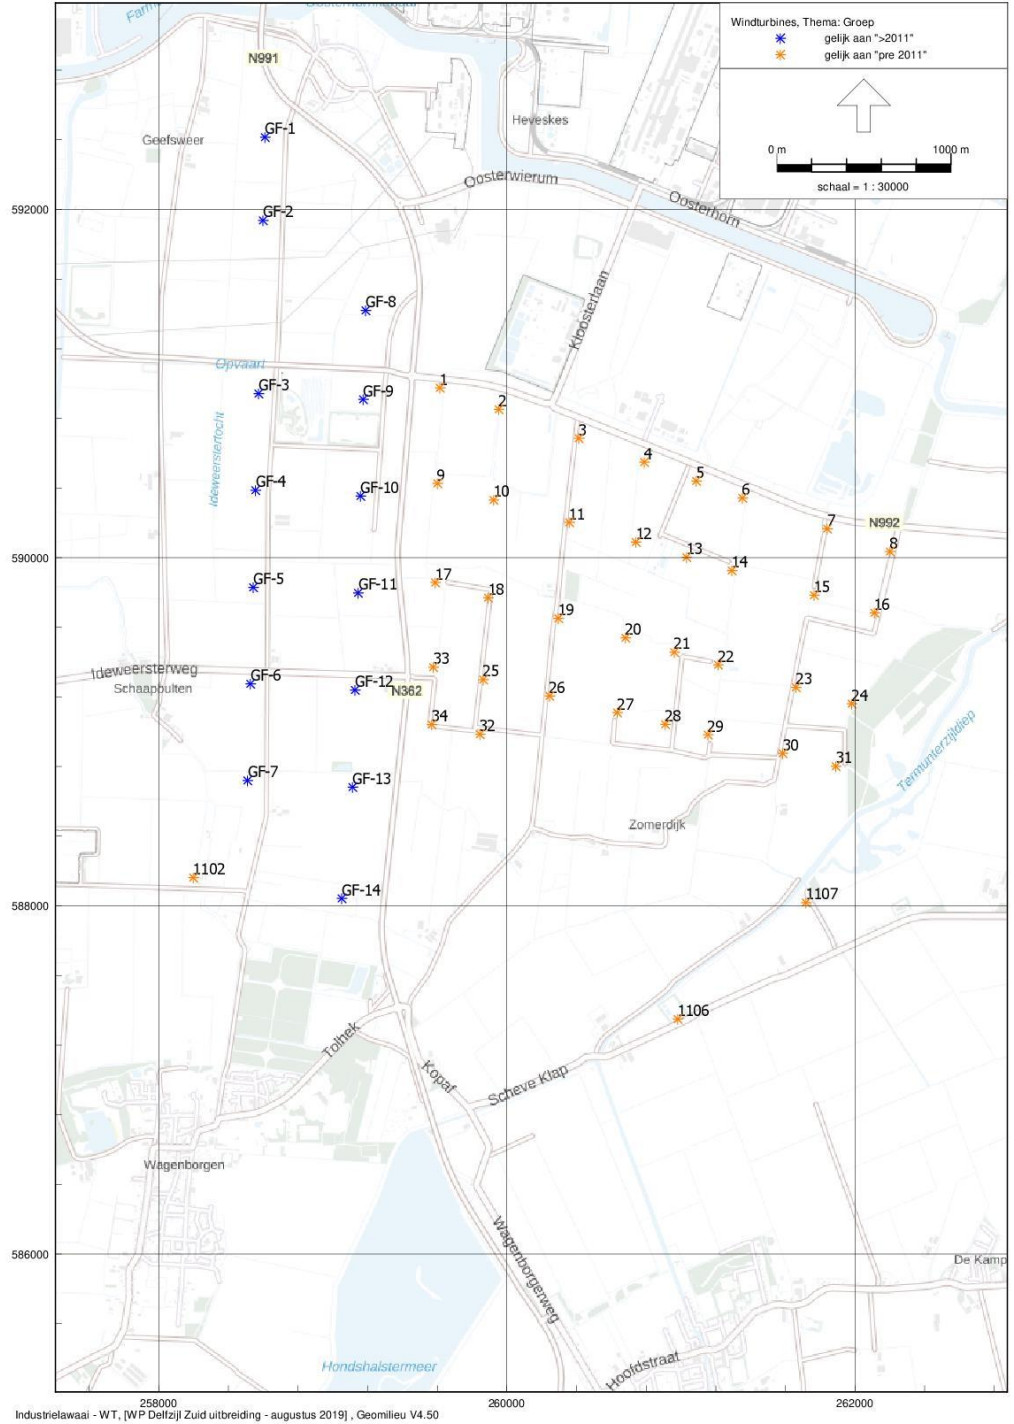 Farm
Oosterhornkanaal
Windturbines, Thema: Groep
gelijk aan ">2011"
gelijk aan "pre 2011"
0 m 1000 m
schaal = 1 : 30000
N991
Heveskes
Geefsweer
GF-1
Oosterwierum
Oosterhorn
592000
GF-2
GF-8
Kloosterlaan
Opvaart
GF-3
GF-9
1
2
Ideweerstertocht
3
4
5
6
GF-4
GF-10
9
10
11
7
N992
8
12
13
14
590000
GF-5
GF-11
17
18
15
16
19
20
21
22
Ideweersterweg
Schaapbulten
GF-6
GF-12
N362
33
25
26
23
24
34
32
27
28
29
30
31
Termunterzijldiep
GF-7
GF-13
Zomerdijk
1102
GF-14
1107
588000
1106
Tolhek
Kopaf
Scheve Klap
Wagenborgen
Wagenborgerweg
586000
De Kamp
Hondshalstermeer
Hoofdstraat
258000 260000 262000
Industrielawaai - WT, [WP Delfzijl Zuid uitbreiding - augustus 2019] , Geomilieu V4.50